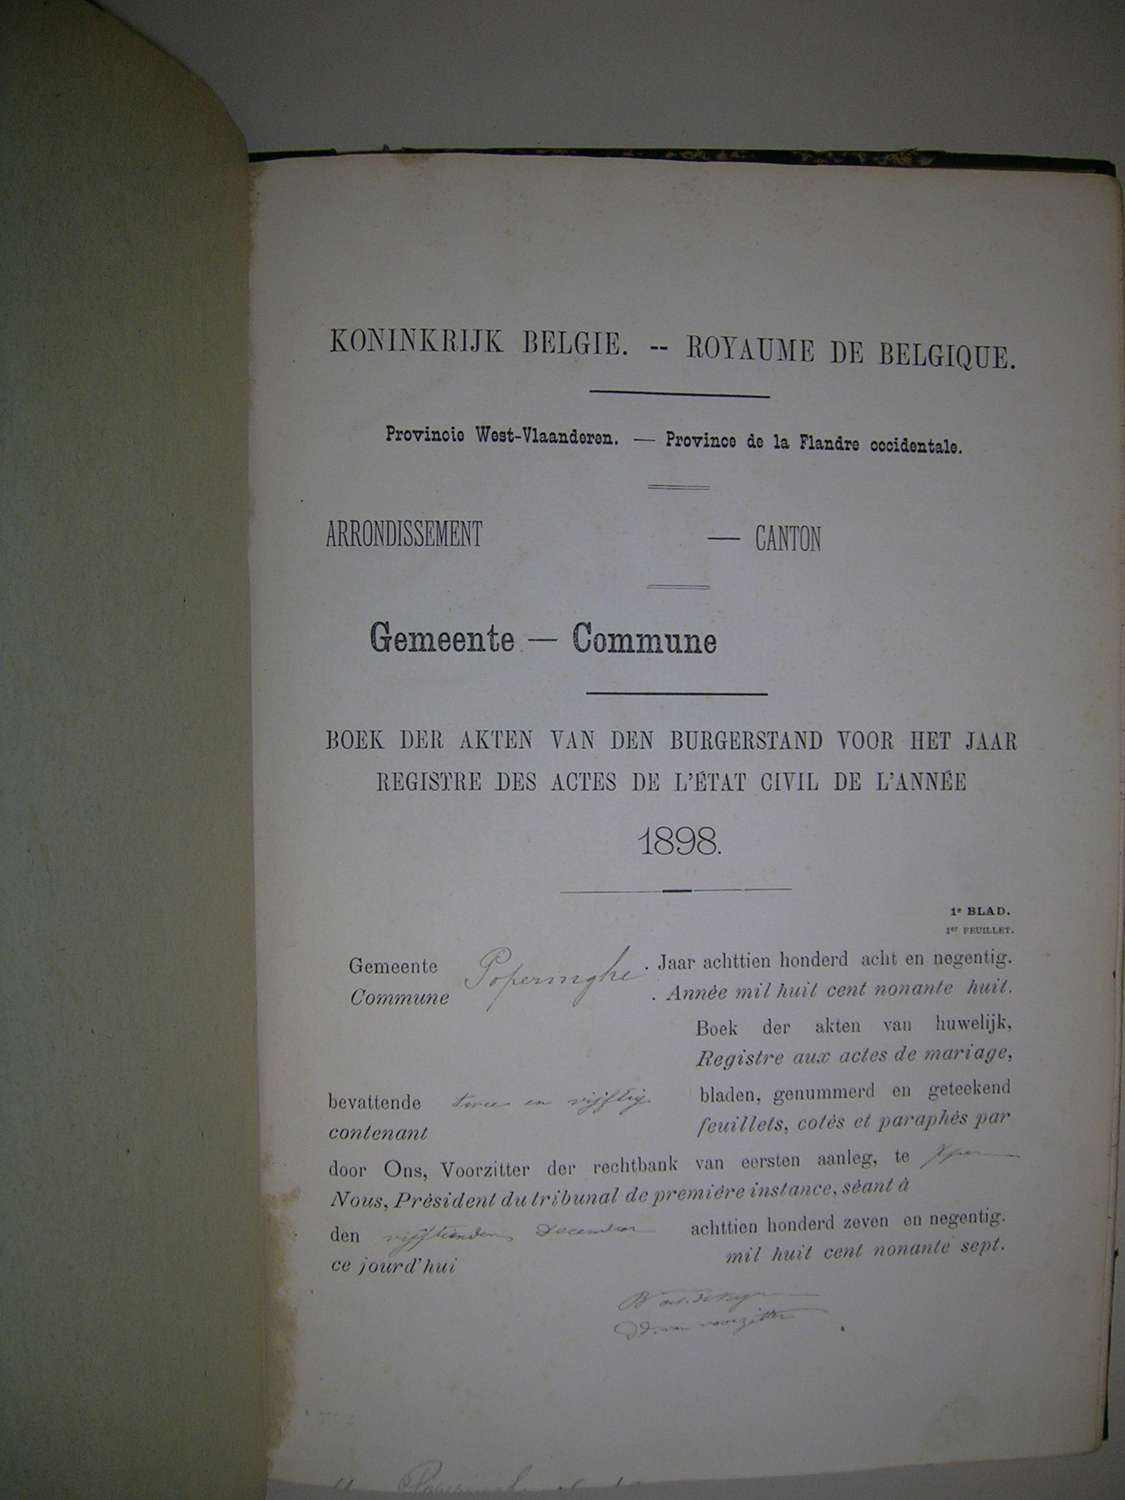 KONINKRIJK BELGIE. -- ROYAUME DE BELGIQUE.
Provincie West-Vlaanderen. — Province de la Flandre occidentale.
ARRONDISSEMENT — CANTON
Gemeente — Commune
BOEK DER AKTEN VAN DEN BURGERSTAND VOOR HET JAAR
REGISTRE DES ACTES DE L'ÉTAT CIVIL DE L'ANNÉE
1898.
1e BLAD.
1er FEUILLET.
Gemeente Poperinghe . Jaar achttien honderd acht en negentig.
Commune . Année mil huit cent nonante huit.
Boek der akten van huwelijk,
Registre aux actes de mariage,
bevattende twee en vijftig bladen, genummerd en geteekend
contenant feuillets, cotés et paraphés par
door Ons, Voorzitter der rechtbank van eersten aanleg, te Yper
Nous, Président du tribunal de première instance, séant à
den vijftienden December achttien honderd zeven en negentig.
ce jourd'hui mil huit cent nonante sept.
voorzitter